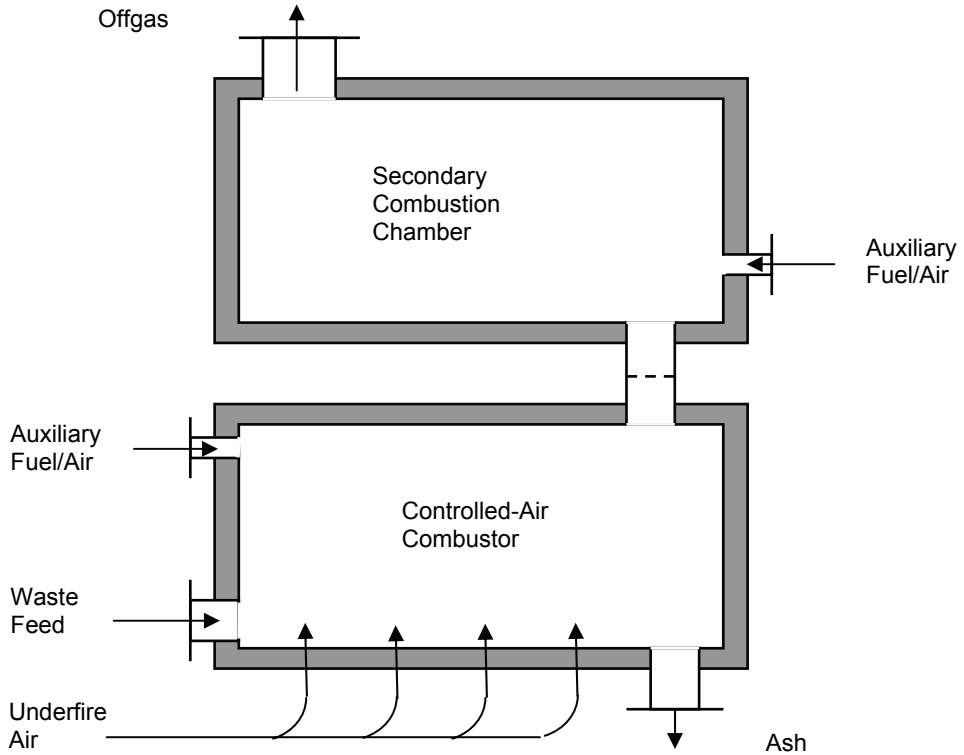 Offgas
Secondary
Combustion
Chamber
Auxiliary
Fuel/Air
Auxiliary
Fuel/Air
Controlled-Air
Combustor
Waste
Feed
Underfire
Air
Ash